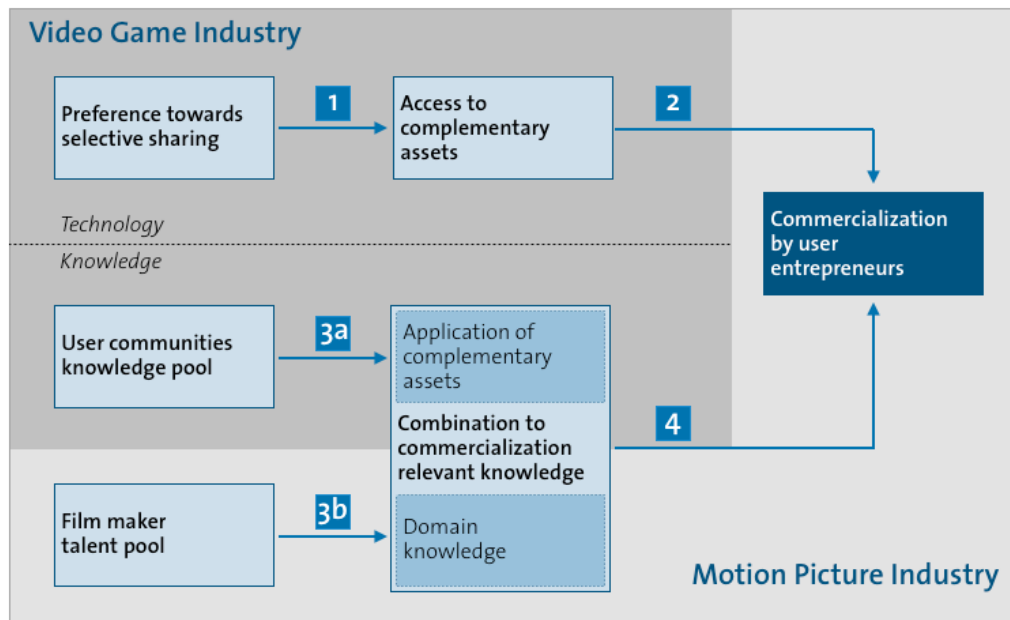 Video Game Industry
Preference towards
selective sharing
1
Access to
complementary
assets
2
Commercialization
by user
entrepreneurs
Technology
Knowledge
User communities
knowledge pool
3a
Application of
complementary
assets
Combination to
commercialization
relevant knowledge
4
Film maker
talent pool
3b
Domain
knowledge
Motion Picture Industry